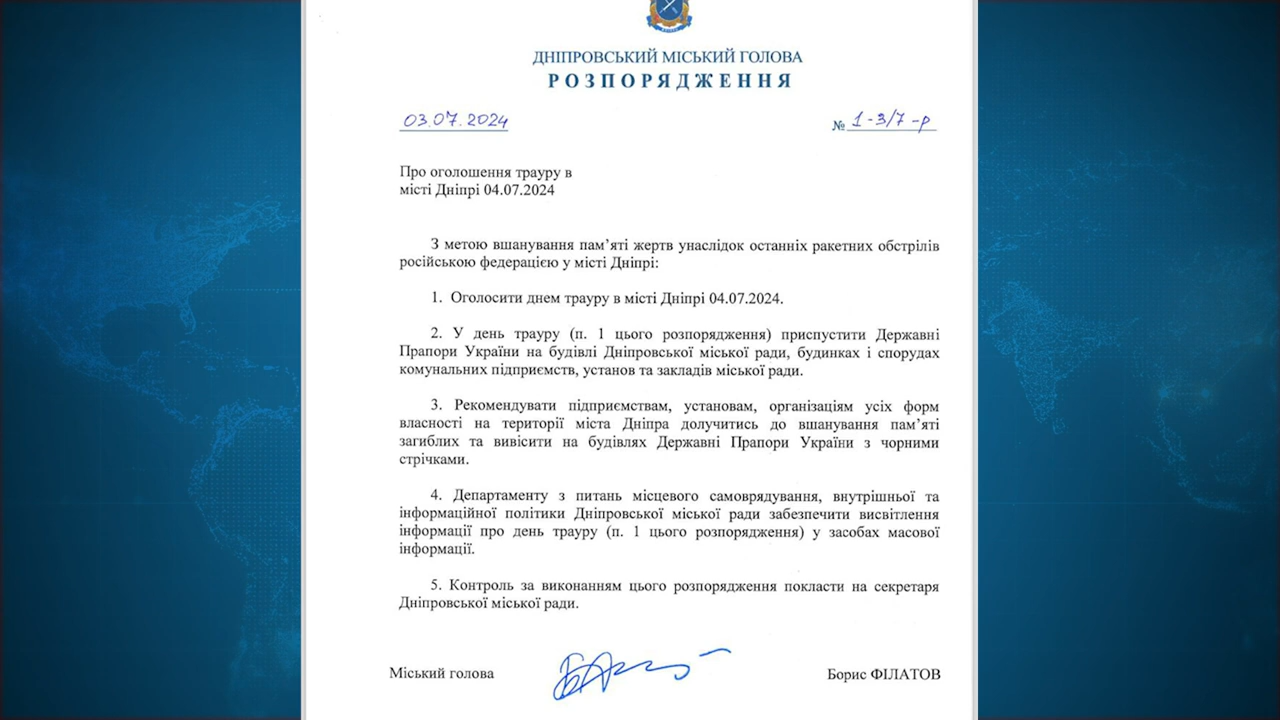 ДНІПРОВСЬКИЙ МІСЬКИЙ ГОЛОВА
РОЗПОРЯДЖЕННЯ
03.07.2024 № 1-3/7-р
Про оголошення трауру в
місті Дніпрі 04.07.2024
З метою вшанування пам’яті жертв унаслідок останніх ракетних обстрілів
російською федерацією у місті Дніпрі:
1. Оголосити днем трауру в місті Дніпрі 04.07.2024.
2. У день трауру (п. 1 цього розпорядження) приспустити Державні
Прапори України на будівлі Дніпровської міської ради, будинках і спорудах
комунальних підприємств, установ та закладів міської ради.
3. Рекомендувати підприємствам, установам, організаціям усіх форм
власності на території міста Дніпра долучитись до вшанування пам’яті
загиблих та вивісити на будівлях Державні Прапори України з чорними
стрічками.
4. Департаменту з питань місцевого самоврядування, внутрішньої та
інформаційної політики Дніпровської міської ради забезпечити висвітлення
інформації про день трауру (п. 1 цього розпорядження) у засобах масової
інформації.
5. Контроль за виконанням цього розпорядження покласти на секретаря
Дніпровської міської ради.
Міський голова Борис ФІЛАТОВ